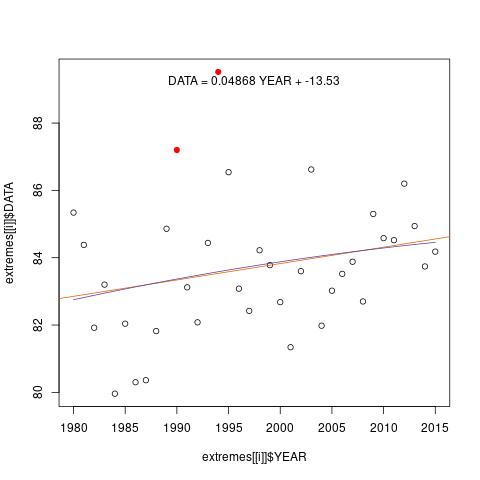 DATA = 0.04868 YEAR + -13.53
88
86
84
82
80
extremes[[i]]$DATA
1980 1985 1990 1995 2000 2005 2010 2015
extremes[[i]]$YEAR